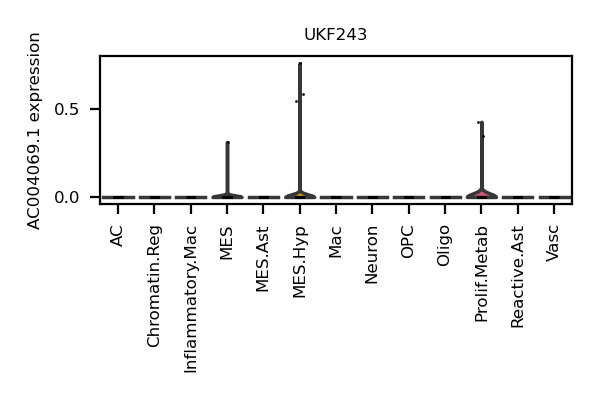 UKF243
AC004069.1 expression
0.5
0.0
AC
Chromatin.Reg
Inflammatory.Mac
MES
MES.Ast
MES.Hyp
Mac
Neuron
OPC
Oligo
Prolif.Metab
Reactive.Ast
Vasc